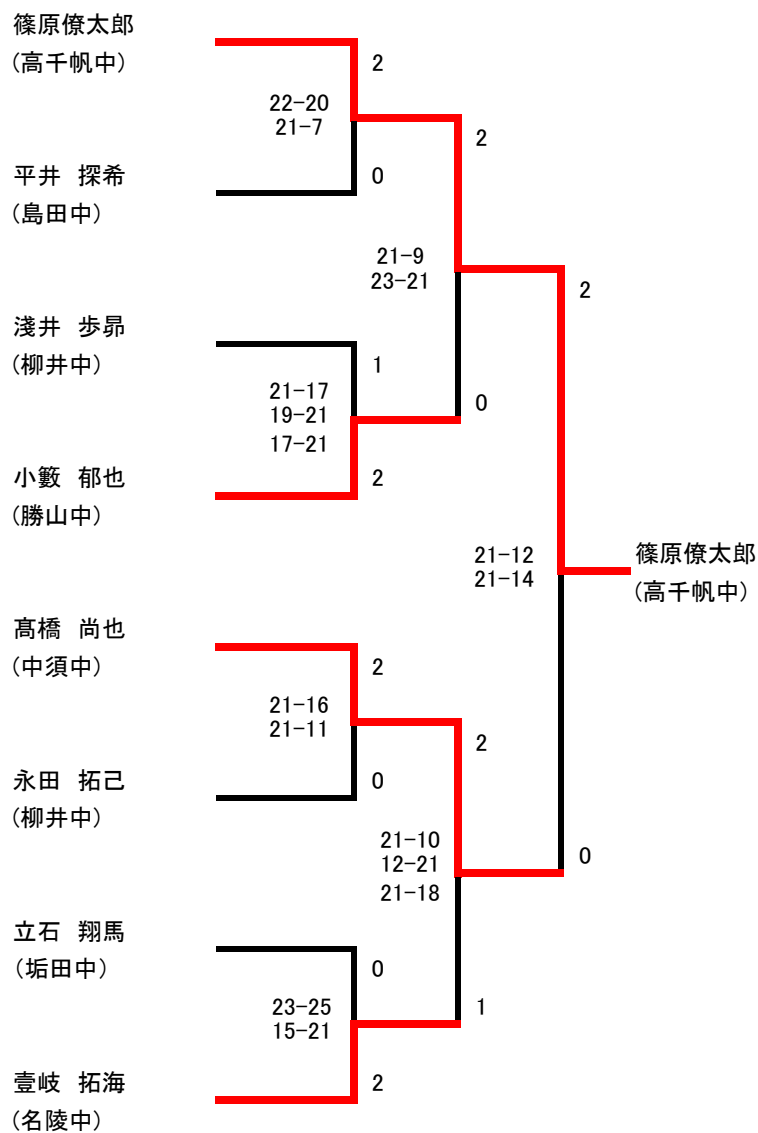 篠原僚太郎
(高千帆中)
2
22-20
21-7
平井 探希
(島田中)
0
2
21-9
23-21
淺井 歩昴
(柳井中)
1
21-17
19-21
17-21
0
小籔 郁也
(勝山中)
2
2
21-12
21-14
篠原僚太郎
(高千帆中)
髙橋 尚也
(中須中)
2
21-16
21-11
永田 拓己
(柳井中)
0
2
21-10
12-21
21-18
0
立石 翔馬
(垢田中)
0
23-25
15-21
1
壹岐 拓海
(名陵中)
2